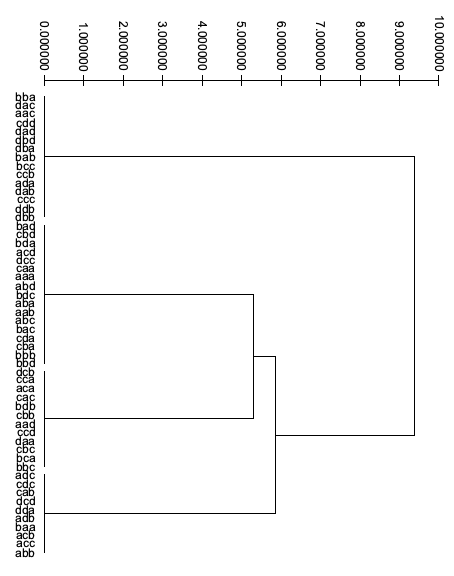 0.000000 1.000000 2.000000 3.000000 4.000000 5.000000 6.000000 7.000000 8.000000 9.000000 10.000000
bba
dac
aac
cdd
dad
dbd
dba
bab
bcc
ccb
ada
dab
ccc
ddb
dbb
bad
cbd
bda
acd
dcc
caa
aaa
abd
bdc
aba
aab
abc
bac
cda
cba
bbb
bbd
dcb
cca
aca
cac
bdb
cbb
aad
ccd
daa
cbc
bca
bbc
adc
cdc
cab
dcd
dda
adb
baa
acb
acc
abb